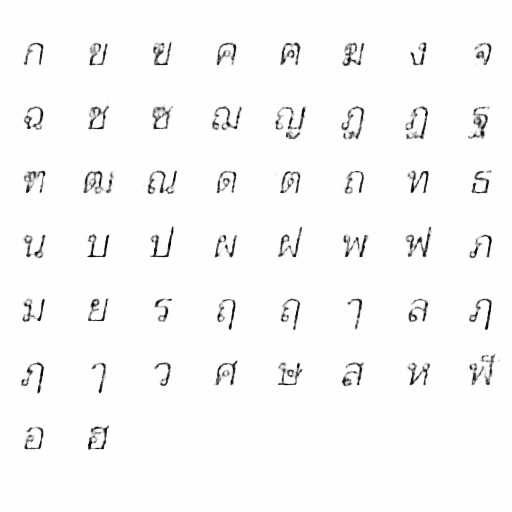 ก ข ฃ ค ฅ ฆ ง จ
ฉ ช ซ ฌ ญ ฎ ฏ ฐ
ฑ ฒ ณ ด ต ถ ท ธ
น บ ป ผ ฝ พ ฟ ภ
ม ย ร ฤ ฤ ๅ ล ฦ
ฦ ๅ ว ศ ษ ส ห ฬ
อ ฮ